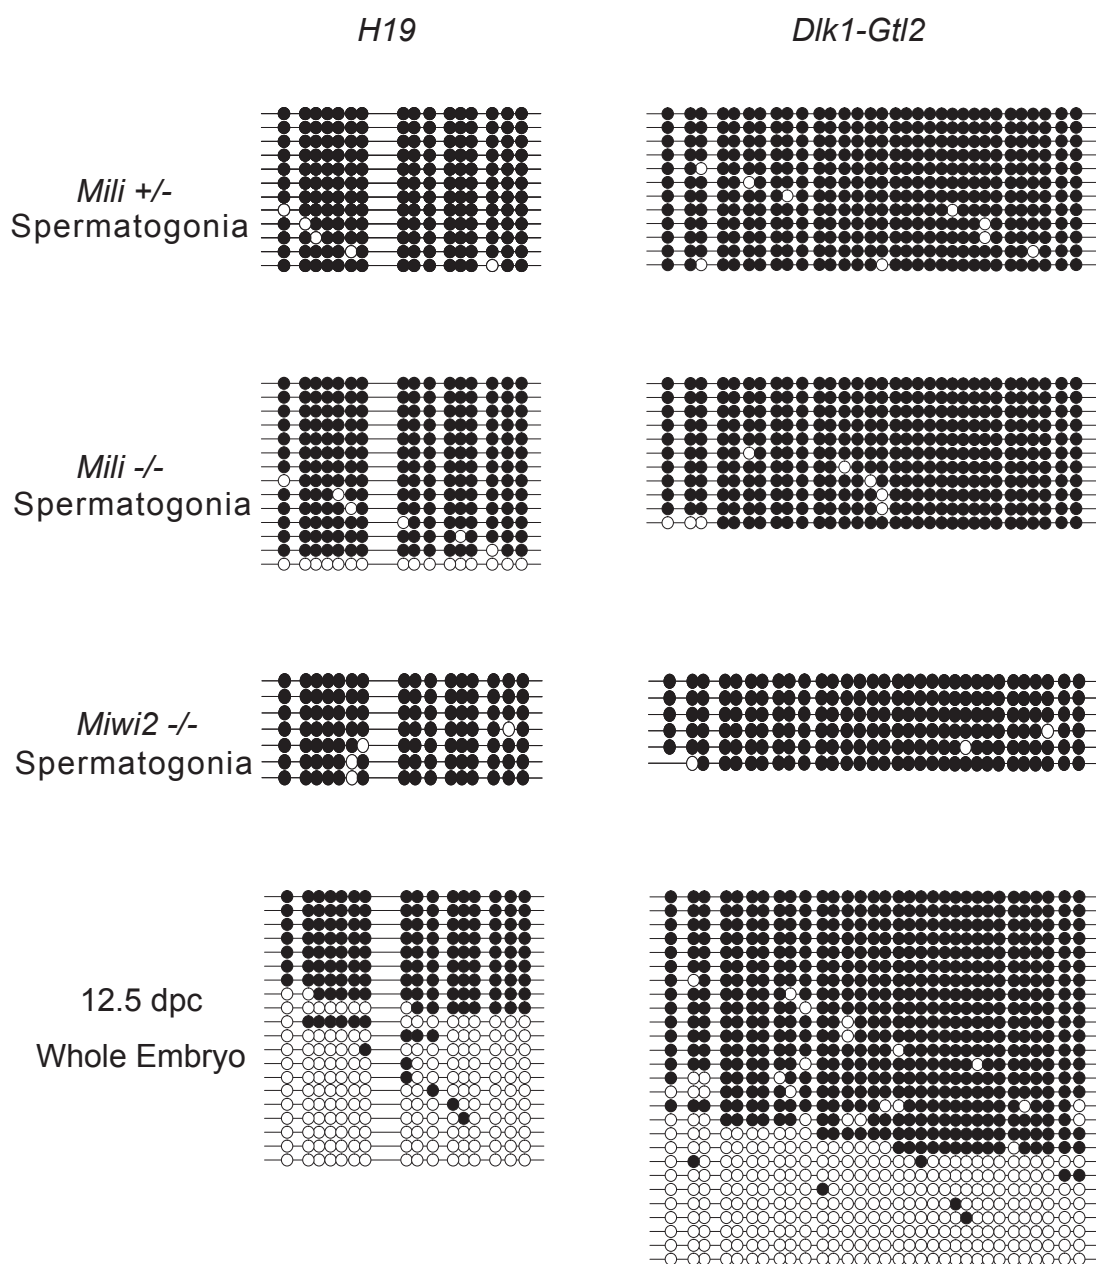 H19
Dlk1-Gtl2
Mili +/-
Spermatogonia
Mili -/-
Spermatogonia
Miwi2 -/-
Spermatogonia
12.5 dpc
Whole Embryo